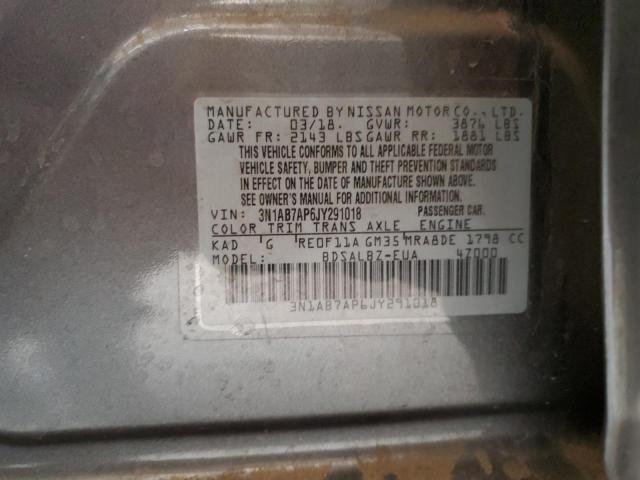 MANUFACTURED BY NISSAN MOTOR CO., LTD.
DATE: 03/18. GVWR: 3876 LBS
GAWR FR: 2143 LBS GAWR RR: 1881 LBS
THIS VEHICLE CONFORMS TO ALL APPLICABLE FEDERAL MOTOR
VEHICLE SAFETY, BUMPER AND THEFT PREVENTION STANDARDS
IN EFFECT ON THE DATE OF MANUFACTURE SHOWN ABOVE.
SEE OWNER'S MANUAL FOR ADDITIONAL INFORMATION.
VIN: 3N1AB7AP6JY291018 PASSENGER CAR.
COLOR TRIM TRANS AXLE ENGINE
KAD G RE0F11A GM35 MRA8DE 1798 CC
MODEL: BDSALBZ-EUA 4Z000
3N1AB7AP6JY291018